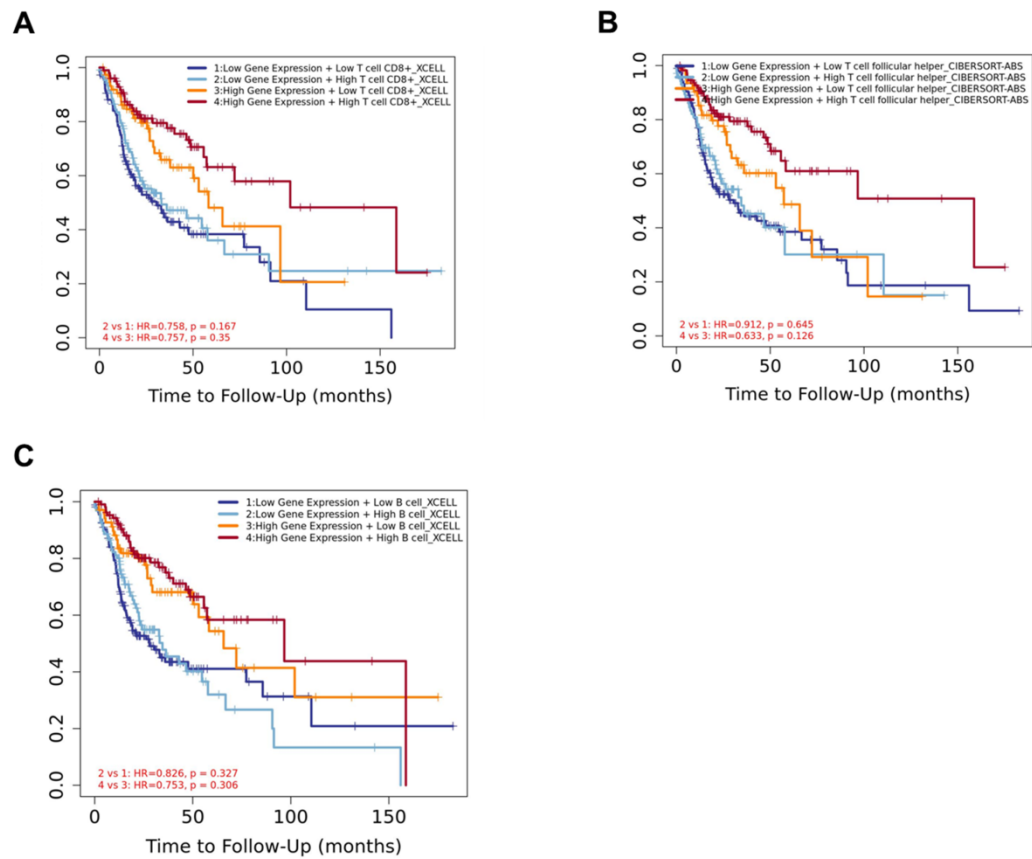 A
1:Low Gene Expression + Low T cell CD8+_XCELL
2:Low Gene Expression + High T cell CD8+_XCELL
3:High Gene Expression + Low T cell CD8+_XCELL
4:High Gene Expression + High T cell CD8+_XCELL
1.0
0.8
0.6
0.4
0.2
0.0
2 vs 1: HR=0.758, p = 0.167
4 vs 3: HR=0.757, p = 0.35
0 50 100 150
Time to Follow-Up (months)
B
1:Low Gene Expression + Low T cell follicular helper_CIBERSORT-ABS
2:Low Gene Expression + High T cell follicular helper_CIBERSORT-ABS
3:High Gene Expression + Low T cell follicular helper_CIBERSORT-ABS
High Gene Expression + High T cell follicular helper_CIBERSORT-ABS
1.0
0.8
0.6
0.4
0.2
0.0
2 vs 1: HR=0.912, p = 0.645
4 vs 3: HR=0.633, p = 0.126
0 50 100 150
Time to Follow-Up (months)
C
1:Low Gene Expression + Low B cell_XCELL
2:Low Gene Expression + High B cell_XCELL
3:High Gene Expression + Low B cell_XCELL
4:High Gene Expression + High B cell_XCELL
1.0
0.8
0.6
0.4
0.2
0.0
2 vs 1: HR=0.826, p = 0.327
4 vs 3: HR=0.753, p = 0.306
0 50 100 150
Time to Follow-Up (months)